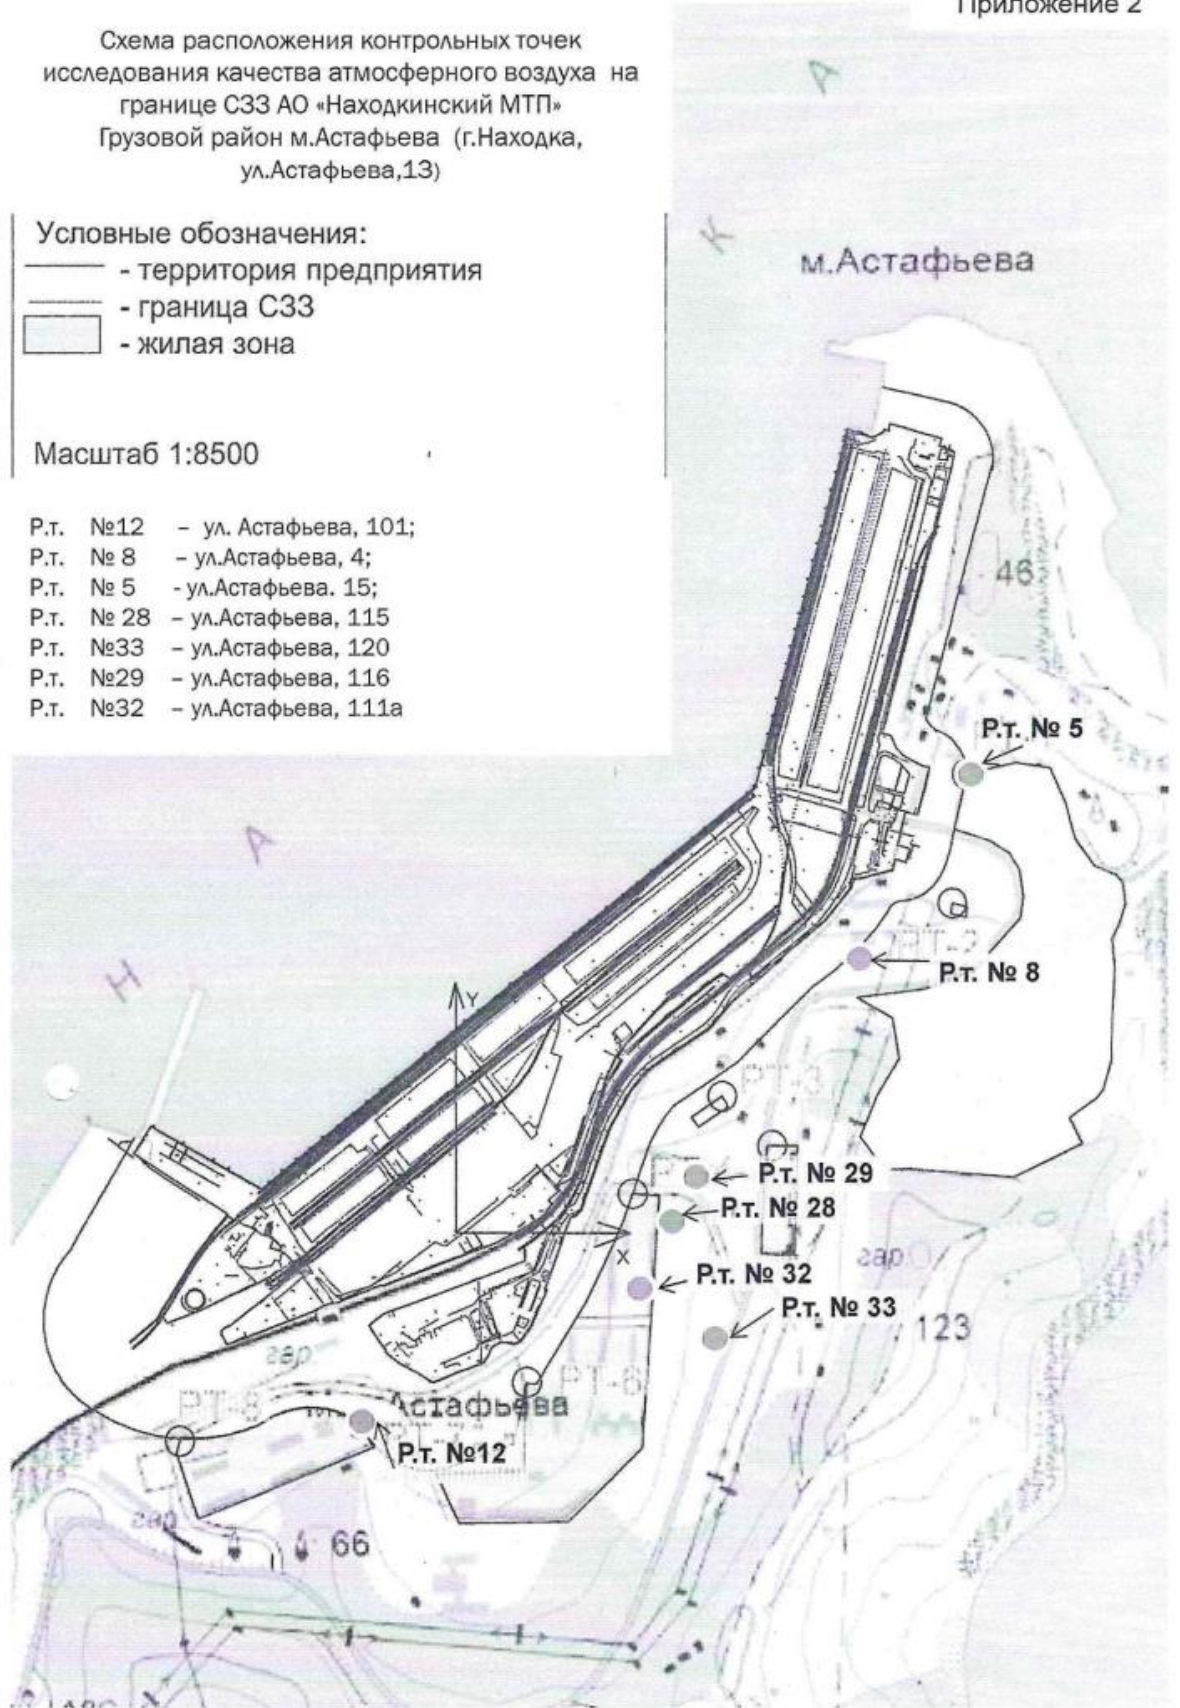 Приложение 2
Схема расположения контрольных точек
исследования качества атмосферного воздуха на
границе СЗЗ АО «Находкинский МТП»
Грузовой район м.Астафьева (г.Находка,
ул.Астафьева,13)
Условные обозначения:
- территория предприятия
- граница СЗЗ
- жилая зона
Масштаб 1:8500
Р.т. №12 – ул. Астафьева, 101;
Р.т. № 8 – ул.Астафьева, 4;
Р.т. № 5 - ул.Астафьева. 15;
Р.т. № 28 – ул.Астафьева, 115
Р.т. №33 – ул.Астафьева, 120
Р.т. №29 – ул.Астафьева, 116
Р.т. №32 – ул.Астафьева, 111а
А
К
м.Астафьева
46
Р.т. № 5
А
Н
РТ-2
Р.т. № 8
Y
РТ-3
Р.т. № 29
Р.т. № 28
X
гар
Р.т. № 32
Р.т. № 33
123
гар
РТ-8
РТ-6
Астафьева
Р.т. №12
гар
66